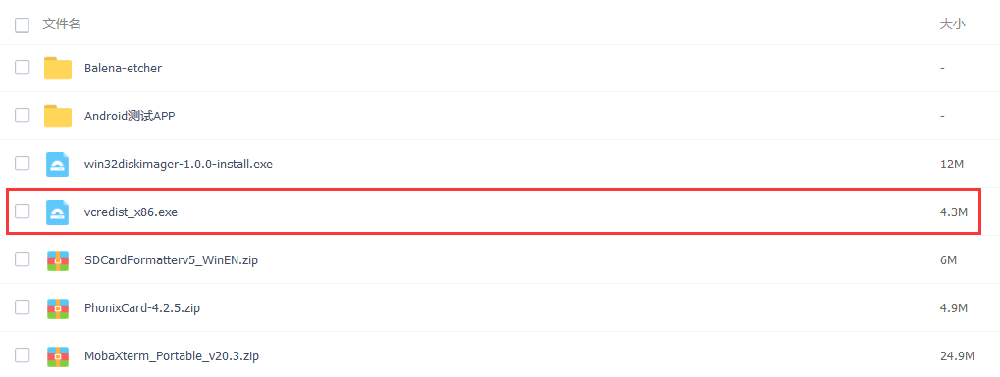 文件名 大小
Balena-etcher -
Android测试APP -
win32diskimager-1.0.0-install.exe 12M
vcredist_x86.exe 4.3M
SDCardFormatterv5_WinEN.zip 6M
PhonixCard-4.2.5.zip 4.9M
MobaXterm_Portable_v20.3.zip 24.9M